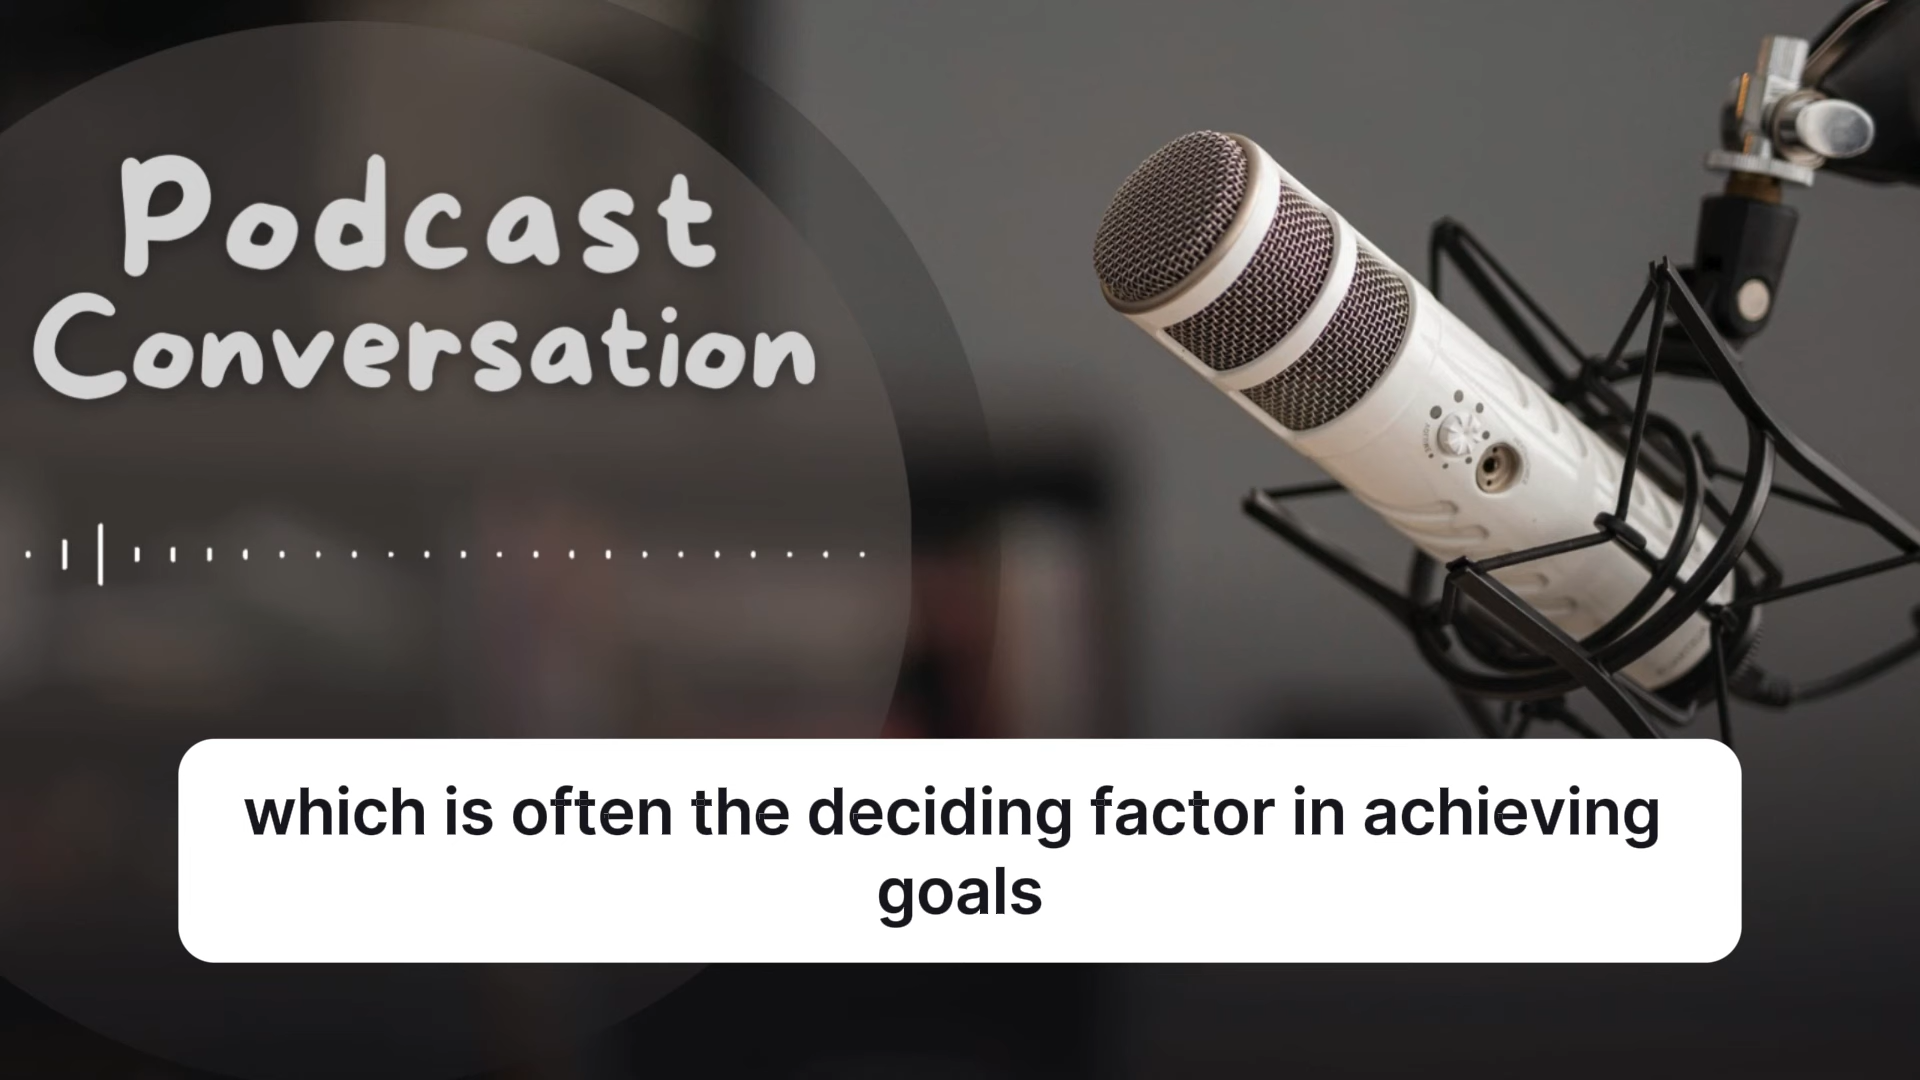 Podcast
Conversation
which is often the deciding factor in achieving
goals